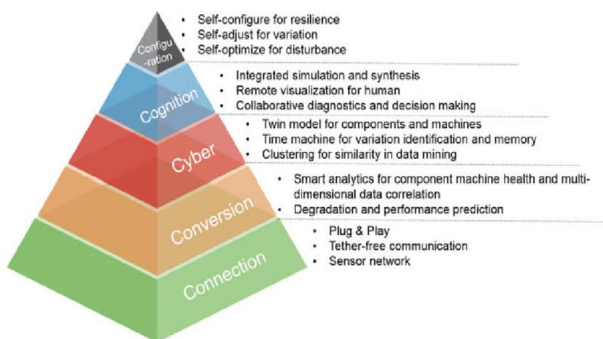 Configu
-ration
• Self-configure for resilience
• Self-adjust for variation
• Self-optimize for disturbance
Cognition
• Integrated simulation and synthesis
• Remote visualization for human
• Collaborative diagnostics and decision making
Cyber
• Twin model for components and machines
• Time machine for variation identification and memory
• Clustering for similarity in data mining
Conversion
• Smart analytics for component machine health and multi-
dimensional data correlation
• Degradation and performance prediction
Connection
• Plug & Play
• Tether-free communication
• Sensor network